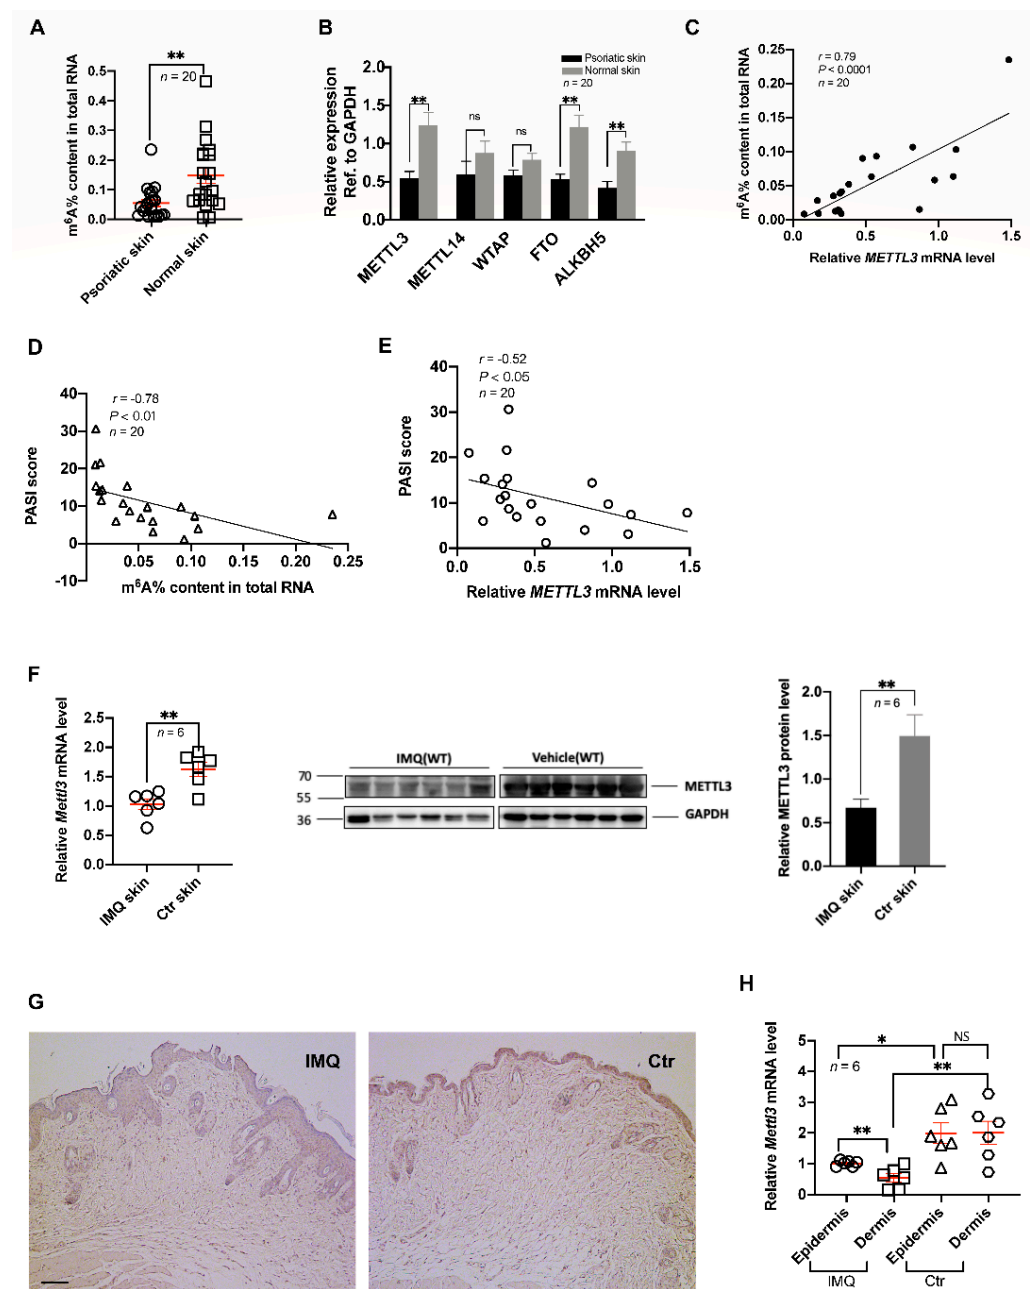 A
m⁶A% content in total RNA
0.5
0.4
0.3
0.2
0.1
0.0
**
n = 20
Psoriatic skin
Normal skin
B
Relative expression
Ref. to GAPDH
2.0
1.5
1.0
0.5
0.0
Psoriatic skin
Normal skin
n = 20
**
ns
ns
**
**
METTL3
METTL14
WTAP
FTO
ALKBH5
C
m⁶A% content in total RNA
0.25
0.20
0.15
0.10
0.05
0.00
r = 0.79
P < 0.0001
n = 20
0.0
0.5
1.0
1.5
Relative METTL3 mRNA level
D
PASI score
40
30
20
10
0
-10
r = -0.78
P < 0.01
n = 20
0.05
0.10
0.15
0.20
0.25
m⁶A% content in total RNA
E
PASI score
40
30
20
10
0
r = -0.52
P < 0.05
n = 20
0.0
0.5
1.0
1.5
Relative METTL3 mRNA level
F
Relative Mettl3 mRNA level
2.5
2.0
1.5
1.0
0.5
0.0
**
n = 6
IMQ skin
Ctr skin
IMQ(WT)
Vehicle(WT)
70
55
36
METTL3
GAPDH
Relative METTL3 protein level
2.0
1.5
1.0
0.5
0.0
**
n = 6
IMQ skin
Ctr skin
G
IMQ
Ctr
H
Relative Mettl3 mRNA level
5
4
3
2
1
0
n = 6
*
NS
**
**
Epidermis
Dermis
Epidermis
Dermis
IMQ
Ctr